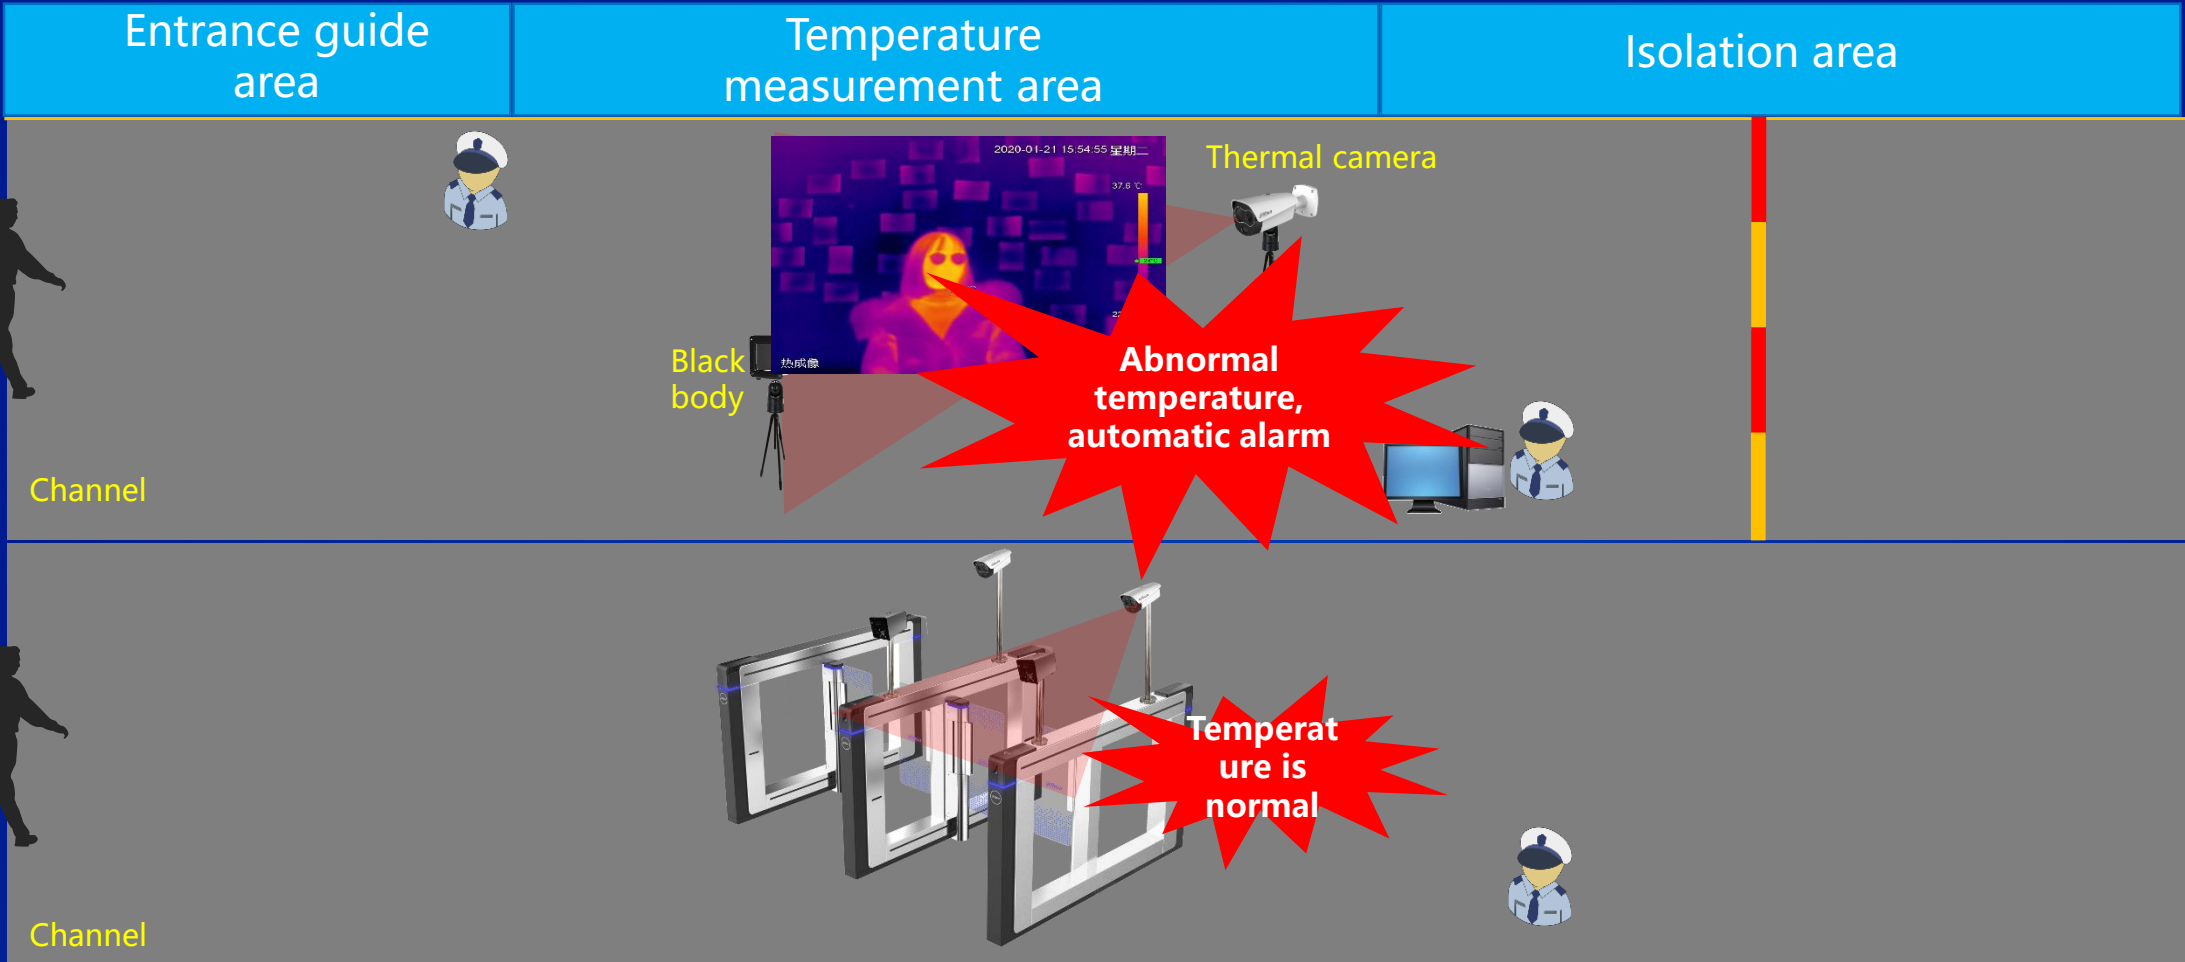 Entrance guide
area
Temperature
measurement area
Isolation area
2020-01-21 15:54:55 星期二
Thermal camera
37.6 ℃
22
热成像
Black
body
Abnormal
temperature,
automatic alarm
Channel
Temperat
ure is
normal
Channel